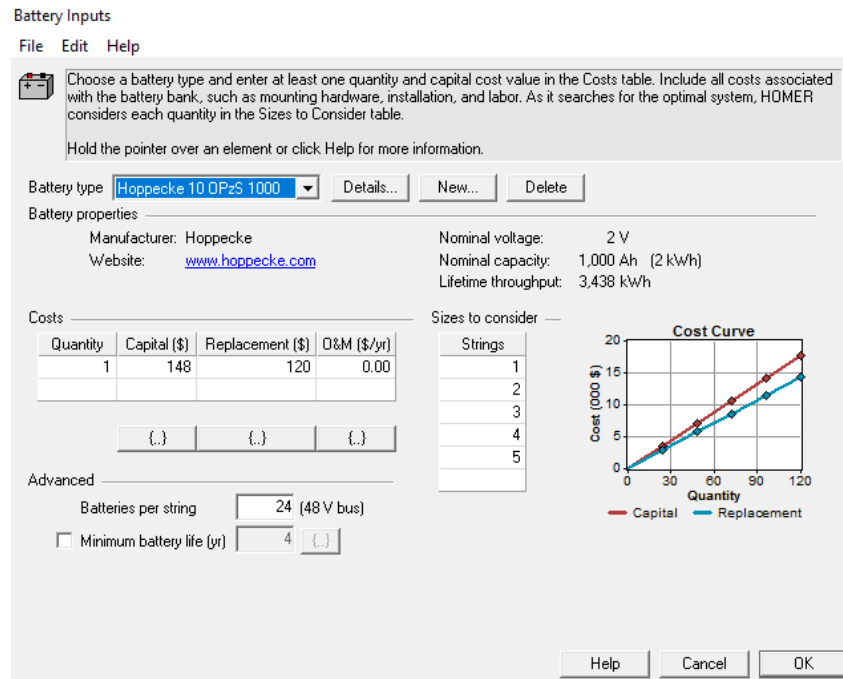 Battery Inputs
File Edit Help
Choose a battery type and enter at least one quantity and capital cost value in the Costs table. Include all costs associated
with the battery bank, such as mounting hardware, installation, and labor. As it searches for the optimal system, HOMER
considers each quantity in the Sizes to Consider table.
Hold the pointer over an element or click Help for more information.
Battery type Hoppecke 10 OPzS 1000 Details... New... Delete
Battery properties
Manufacturer: Hoppecke Nominal voltage: 2 V
Website: www.hoppecke.com Nominal capacity: 1,000 Ah (2 kWh)
Lifetime throughput: 3,438 kWh
Costs
Quantity Capital ($) Replacement ($) O&M ($/yr)
1 148 120 0.00
{..} {..} {..}
Sizes to consider
Strings
1
2
3
4
5
Cost Curve
Cost (000 $)
20
15
10
5
0
0 30 60 90 120
Quantity
Capital Replacement
Advanced
Batteries per string 24 (48 V bus)
Minimum battery life (yr) 4 {..}
Help Cancel OK